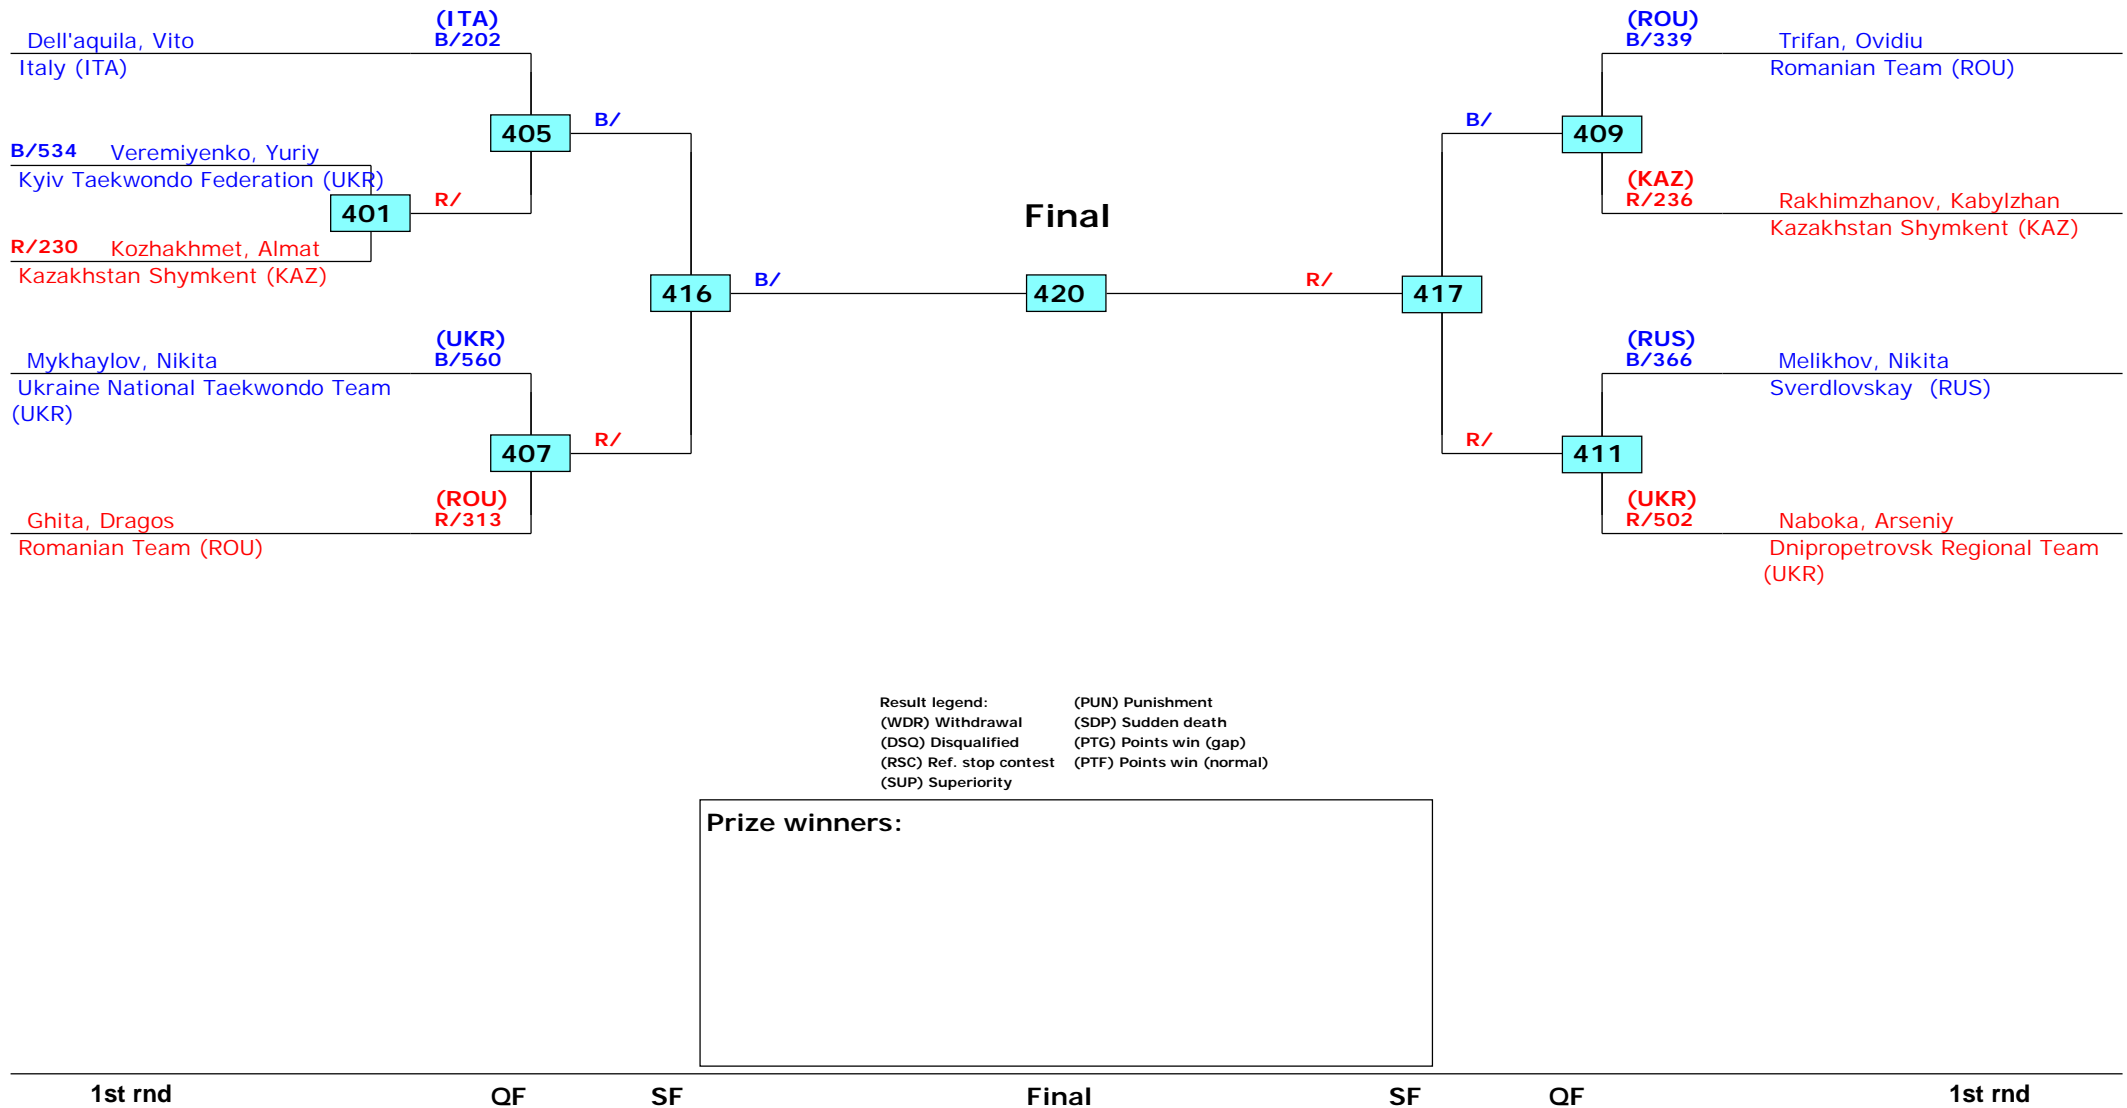 (ITA)
B/202
Dell'aquila, Vito
Italy (ITA)
405
B/
B/534 Veremiyenko, Yuriy
Kyiv Taekwondo Federation (UKR)
401
R/
R/230 Kozhakhmet, Almat
Kazakhstan Shymkent (KAZ)
416
B/
(UKR)
B/560
Mykhaylov, Nikita
Ukraine National Taekwondo Team
(UKR)
407
R/
(ROU)
R/313
Ghita, Dragos
Romanian Team (ROU)
Final
420
(ROU)
B/339
Trifan, Ovidiu
Romanian Team (ROU)
B/
409
(KAZ)
R/236
Rakhimzhanov, Kabylzhan
Kazakhstan Shymkent (KAZ)
R/
417
(RUS)
B/366
Melikhov, Nikita
Sverdlovskay (RUS)
R/
411
(UKR)
R/502
Naboka, Arseniy
Dnipropetrovsk Regional Team
(UKR)
Result legend: (PUN) Punishment
(WDR) Withdrawal (SDP) Sudden death
(DSQ) Disqualified (PTG) Points win (gap)
(RSC) Ref. stop contest (PTF) Points win (normal)
(SUP) Superiority
Prize winners:
1st rnd QF SF Final SF QF 1st rnd